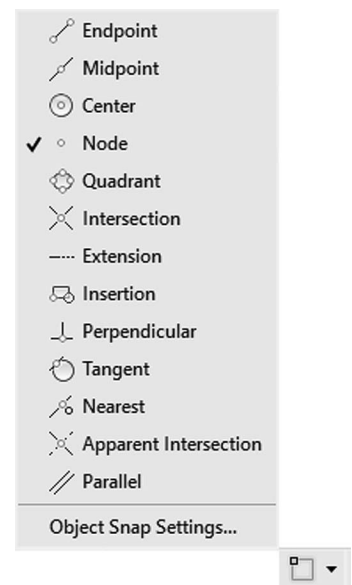 Endpoint
Midpoint
Center
Node
Quadrant
Intersection
Extension
Insertion
Perpendicular
Tangent
Nearest
Apparent Intersection
Parallel
Object Snap Settings...